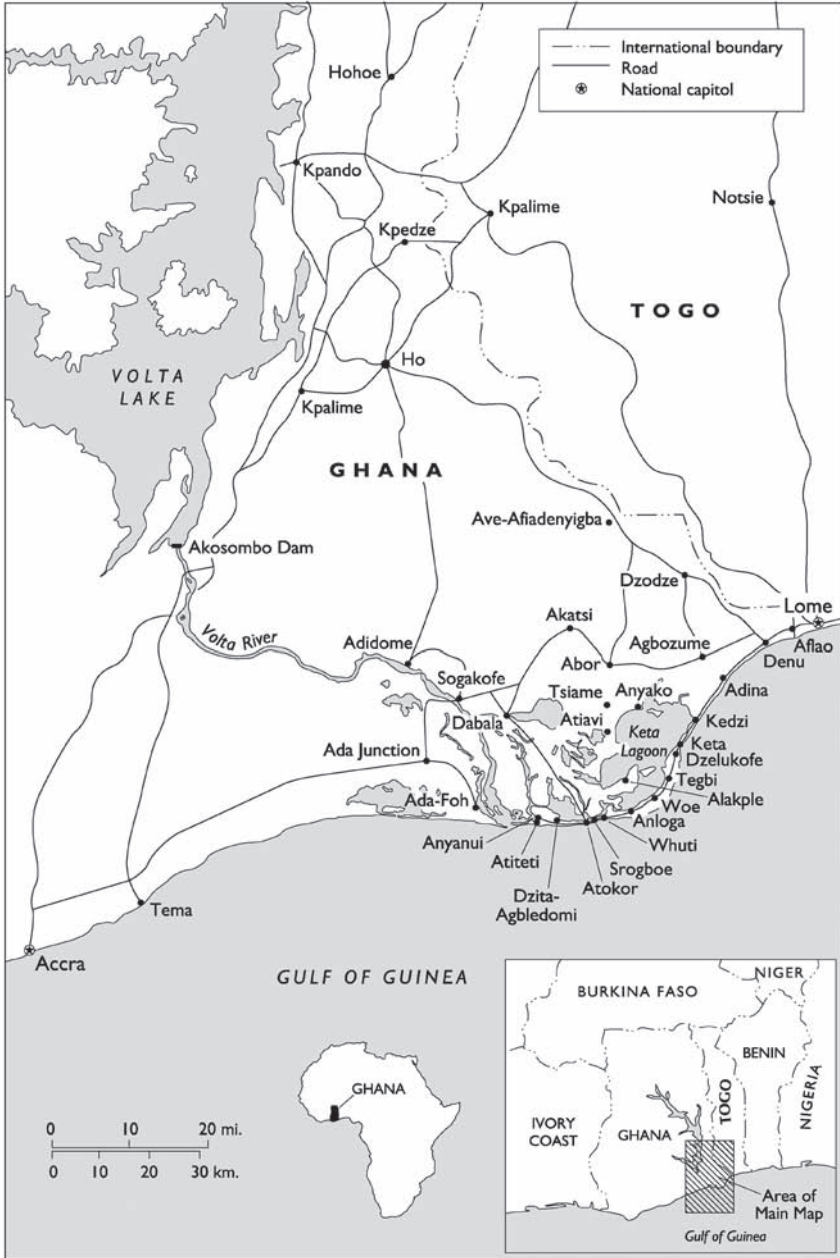 International boundary
Road
National capitol
Hohoe
Kpando
Kpalime
Notsie
Kpedze
TOGO
Ho
VOLTA
LAKE
Kpalime
GHANA
Ave-Afiadenyigba
Akosombo Dam
Dzodze
Lome
Akatsi
Volta River
Adidome
Agbozume
Aflao
Abor
Denu
Sogakofe
Tsiame
Anyako
Adina
Dabala
Atiavi
Keta
Lagoon
Kedzi
Ada Junction
Keta
Dzelukofe
Tegbi
Ada-Foh
Alakple
Woe
Anloga
Anyanui
Whuti
Atiteti
Srogboe
Dzita-
Agbledomi
Atokor
Tema
Accra
GULF OF GUINEA
GHANA
0 10 20 mi.
0 10 20 30 km.
NIGER
BURKINA FASO
BENIN
NIGERIA
TOGO
IVORY
COAST
GHANA
Area of
Main Map
Gulf of Guinea